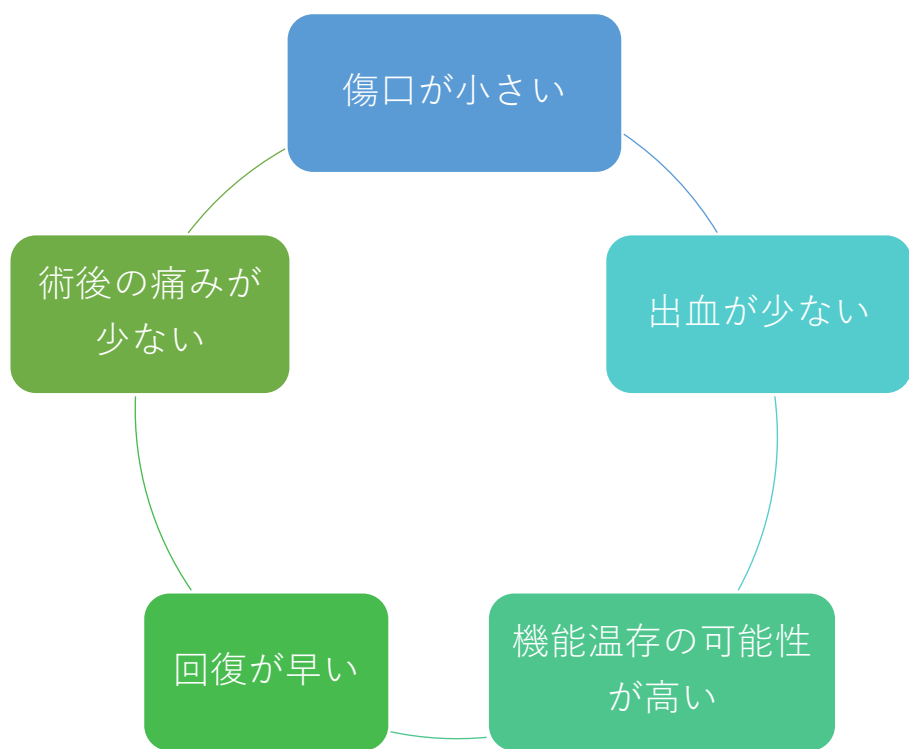 傷口が小さい
出血が少ない
機能温存の可能性
が高い
回復が早い
術後の痛みが
少ない